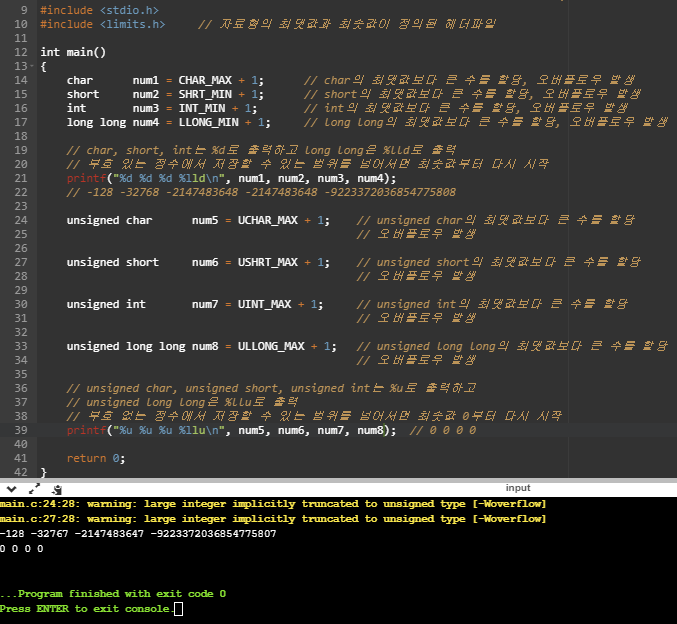 9 #include <stdio.h>
10 #include <limits.h>     // 자료형의 최댓값과 최솟값이 정의된 헤더파일
11
12 int main()
13 {
14     char      num1 = CHAR_MAX + 1;      // char의 최댓값보다 큰 수를 할당, 오버플로우 발생
15     short     num2 = SHRT_MIN + 1;      // short의 최댓값보다 큰 수를 할당, 오버플로우 발생
16     int       num3 = INT_MIN + 1;       // int의 최댓값보다 큰 수를 할당, 오버플로우 발생
17     long long num4 = LLONG_MIN + 1;     // long long의 최댓값보다 큰 수를 할당, 오버플로우 발생
18
19     // char, short, int는 %d로 출력하고 long long은 %lld로 출력
20     // 부호 있는 정수에서 저장할 수 있는 범위를 넘어서면 최솟값부터 다시 시작
21     printf("%d %d %d %lld\n", num1, num2, num3, num4);
22     // -128 -32768 -2147483648 -2147483648 -9223372036854775808
23
24     unsigned char      num5 = UCHAR_MAX + 1;    // unsigned char의 최댓값보다 큰 수를 할당
25                                                 // 오버플로우 발생
26
27     unsigned short     num6 = USHRT_MAX + 1;    // unsigned short의 최댓값보다 큰 수를 할당
28                                                 // 오버플로우 발생
29
30     unsigned int       num7 = UINT_MAX + 1;     // unsigned int의 최댓값보다 큰 수를 할당
31                                                 // 오버플로우 발생
32
33     unsigned long long num8 = ULLONG_MAX + 1;   // unsigned long long의 최댓값보다 큰 수를 할당
34                                                 // 오버플로우 발생
35
36     // unsigned char, unsigned short, unsigned int는 %u로 출력하고
37     // unsigned long long은 %llu로 출력
38     // 부호 없는 정수에서 저장할 수 있는 범위를 넘어서면 최솟값 0부터 다시 시작
39     printf("%u %u %u %llu\n", num5, num6, num7, num8);  // 0 0 0 0
40
41     return 0;
42 }
input
main.c:24:28: warning: large integer implicitly truncated to unsigned type [-Woverflow]
main.c:27:28: warning: large integer implicitly truncated to unsigned type [-Woverflow]
-128 -32767 -2147483647 -9223372036854775807
0 0 0 0
...Program finished with exit code 0
Press ENTER to exit console.